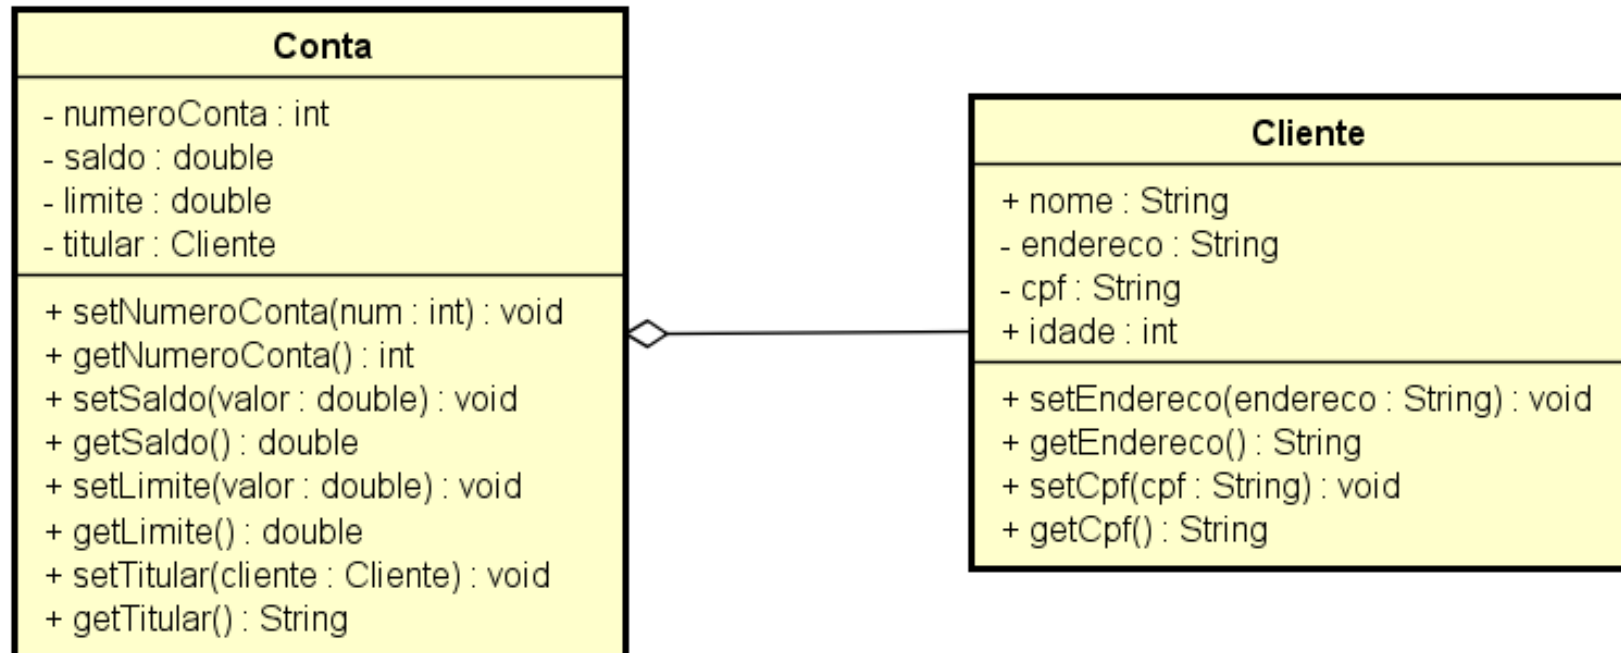 Conta
- numeroConta : int
- saldo : double
- limite : double
- titular : Cliente
+ setNumeroConta(num : int) : void
+ getNumeroConta() : int
+ setSaldo(valor : double) : void
+ getSaldo() : double
+ setLimite(valor : double) : void
+ getLimite() : double
+ setTitular(cliente : Cliente) : void
+ getTitular() : String
Cliente
+ nome : String
- endereco : String
- cpf : String
+ idade : int
+ setEndereco(endereco : String) : void
+ getEndereco() : String
+ setCpf(cpf : String) : void
+ getCpf() : String